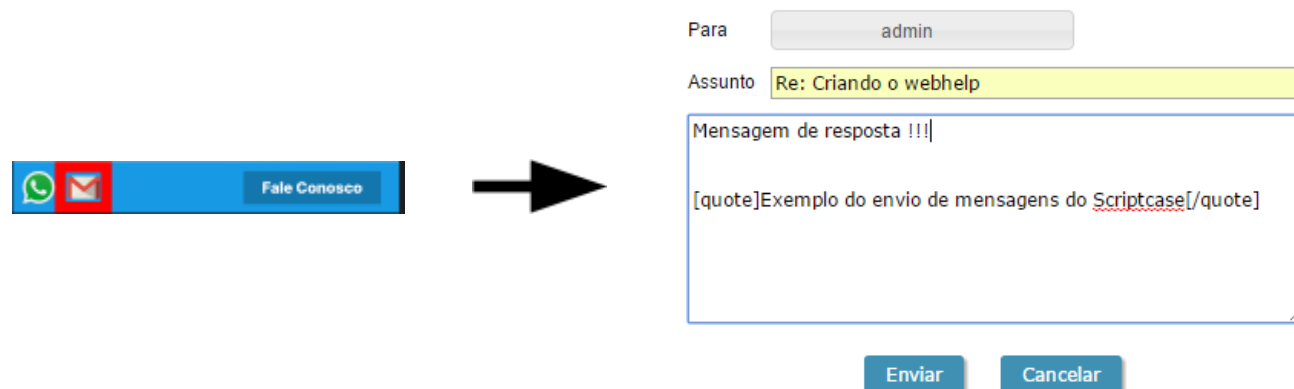 Fale Conosco
Para
admin
Assunto
Re: Criando o webhelp
Mensagem de resposta !!!
[quote]Exemplo do envio de mensagens do Scriptcase[/quote]
Enviar
Cancelar